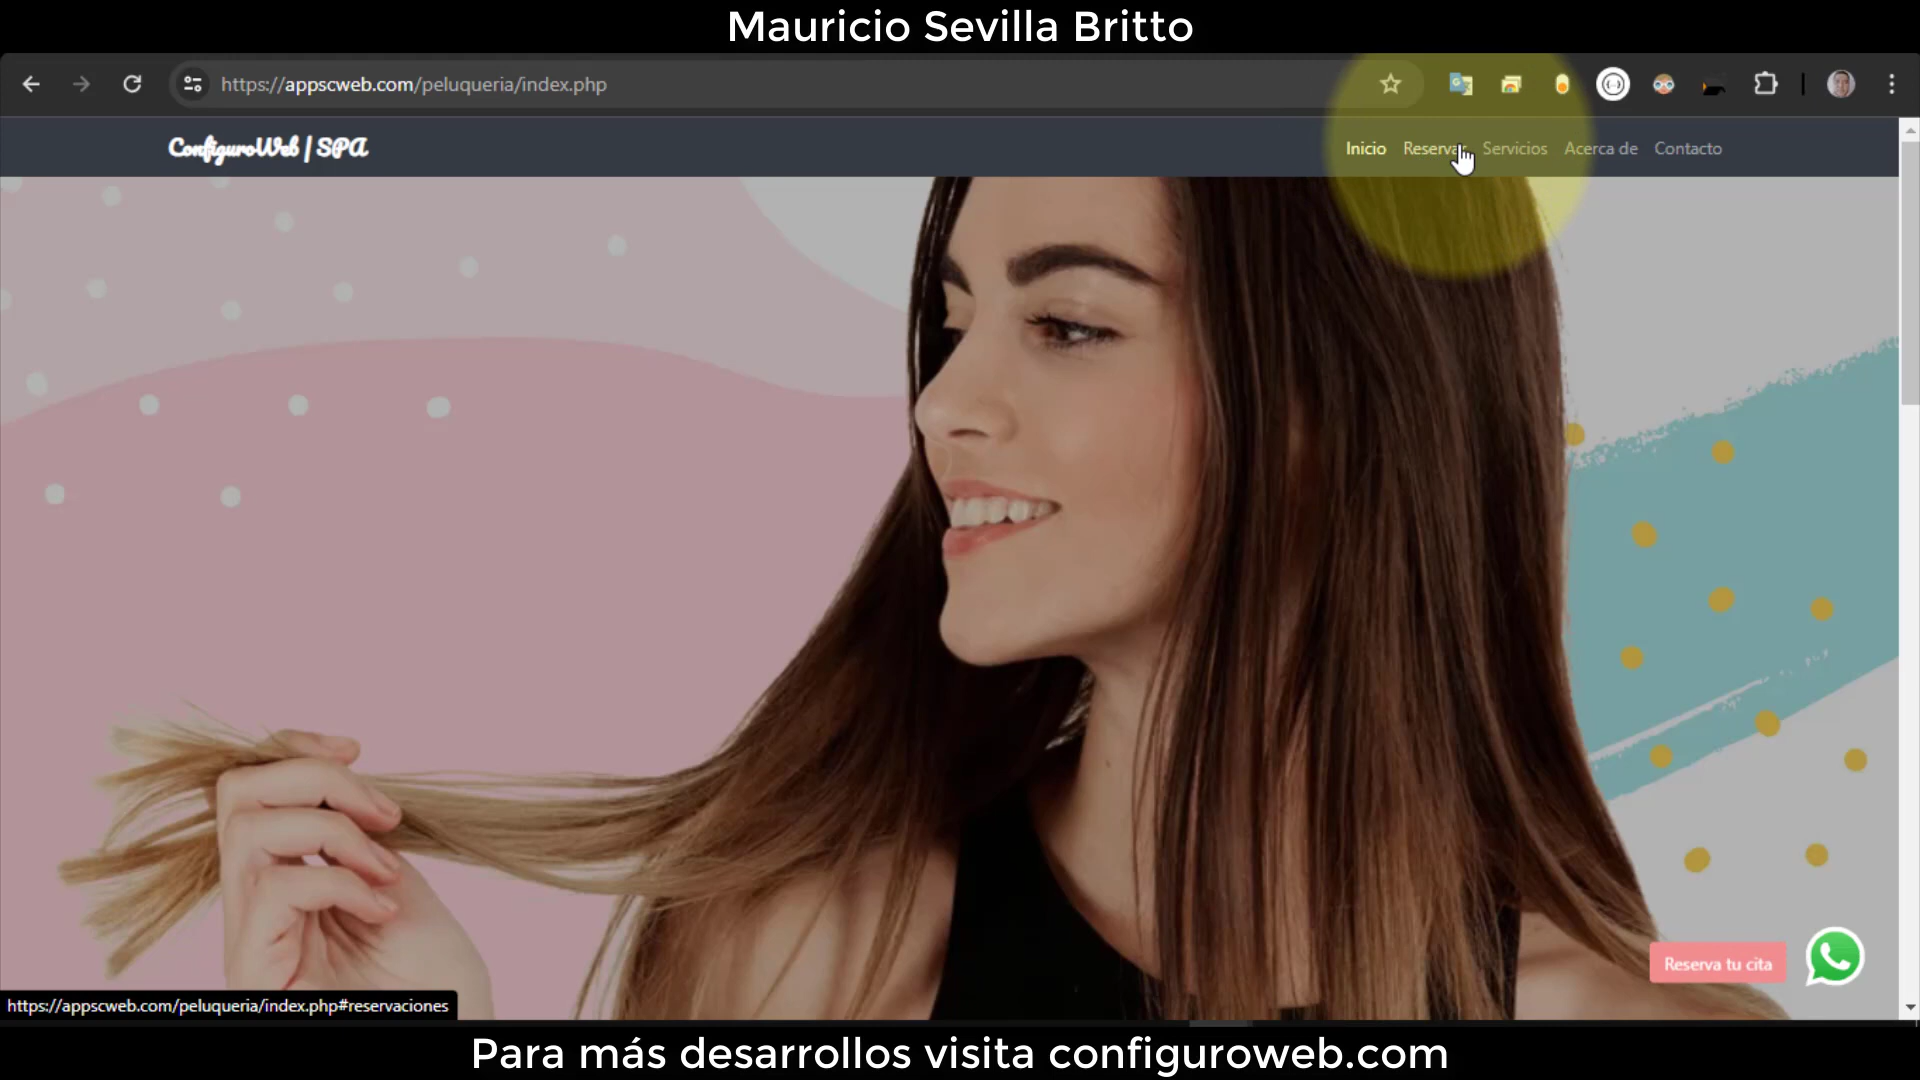 Mauricio Sevilla Britto
https://appscweb.com/peluqueria/index.php
ConfiguroWeb | SPA
Inicio Reservar Servicios Acerca de Contacto
Reserva tu cita
https://appscweb.com/peluqueria/index.php#reservaciones
Para más desarrollos visita configuroweb.com